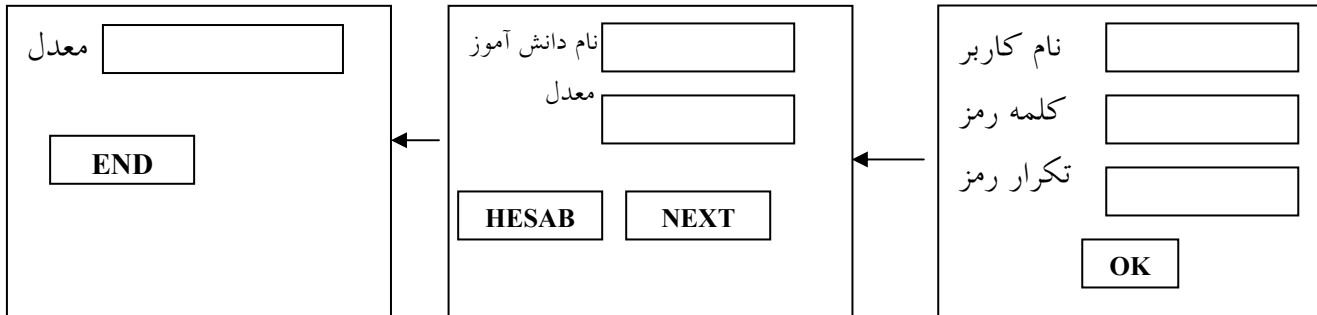 نام کاربر
کلمه رمز
تکرار رمز
OK
نام دانش آموز
معدل
HESAB NEXT
معدل
END